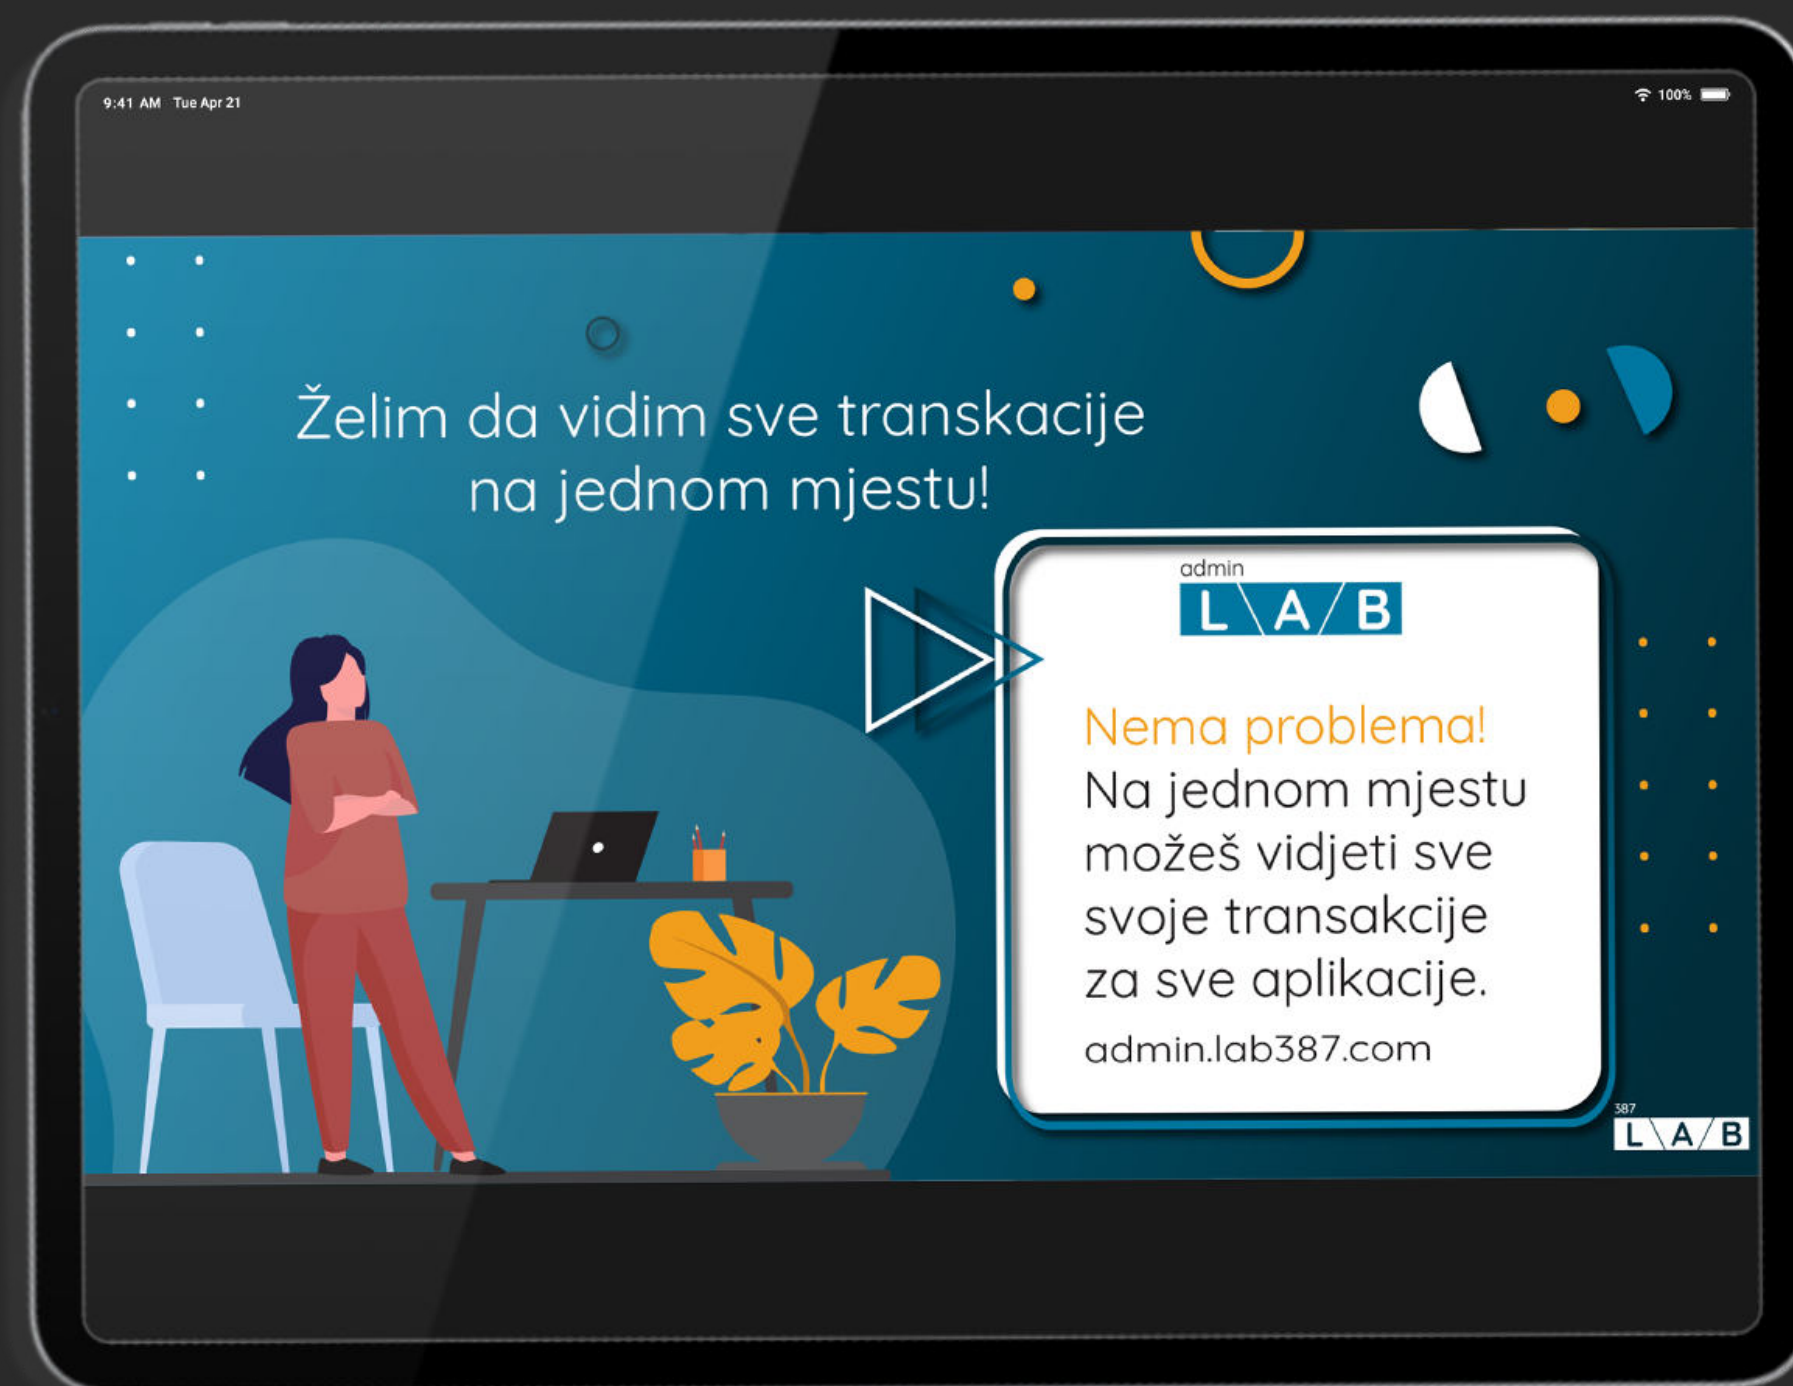 9:41 AM Tue Apr 21
100%
Želim da vidim sve transkacije
na jednom mjestu!
admin
L\A/B
Nema problema!
Na jednom mjestu
možeš vidjeti sve
svoje transakcije
za sve aplikacije.
admin.lab387.com
387
L\A/B